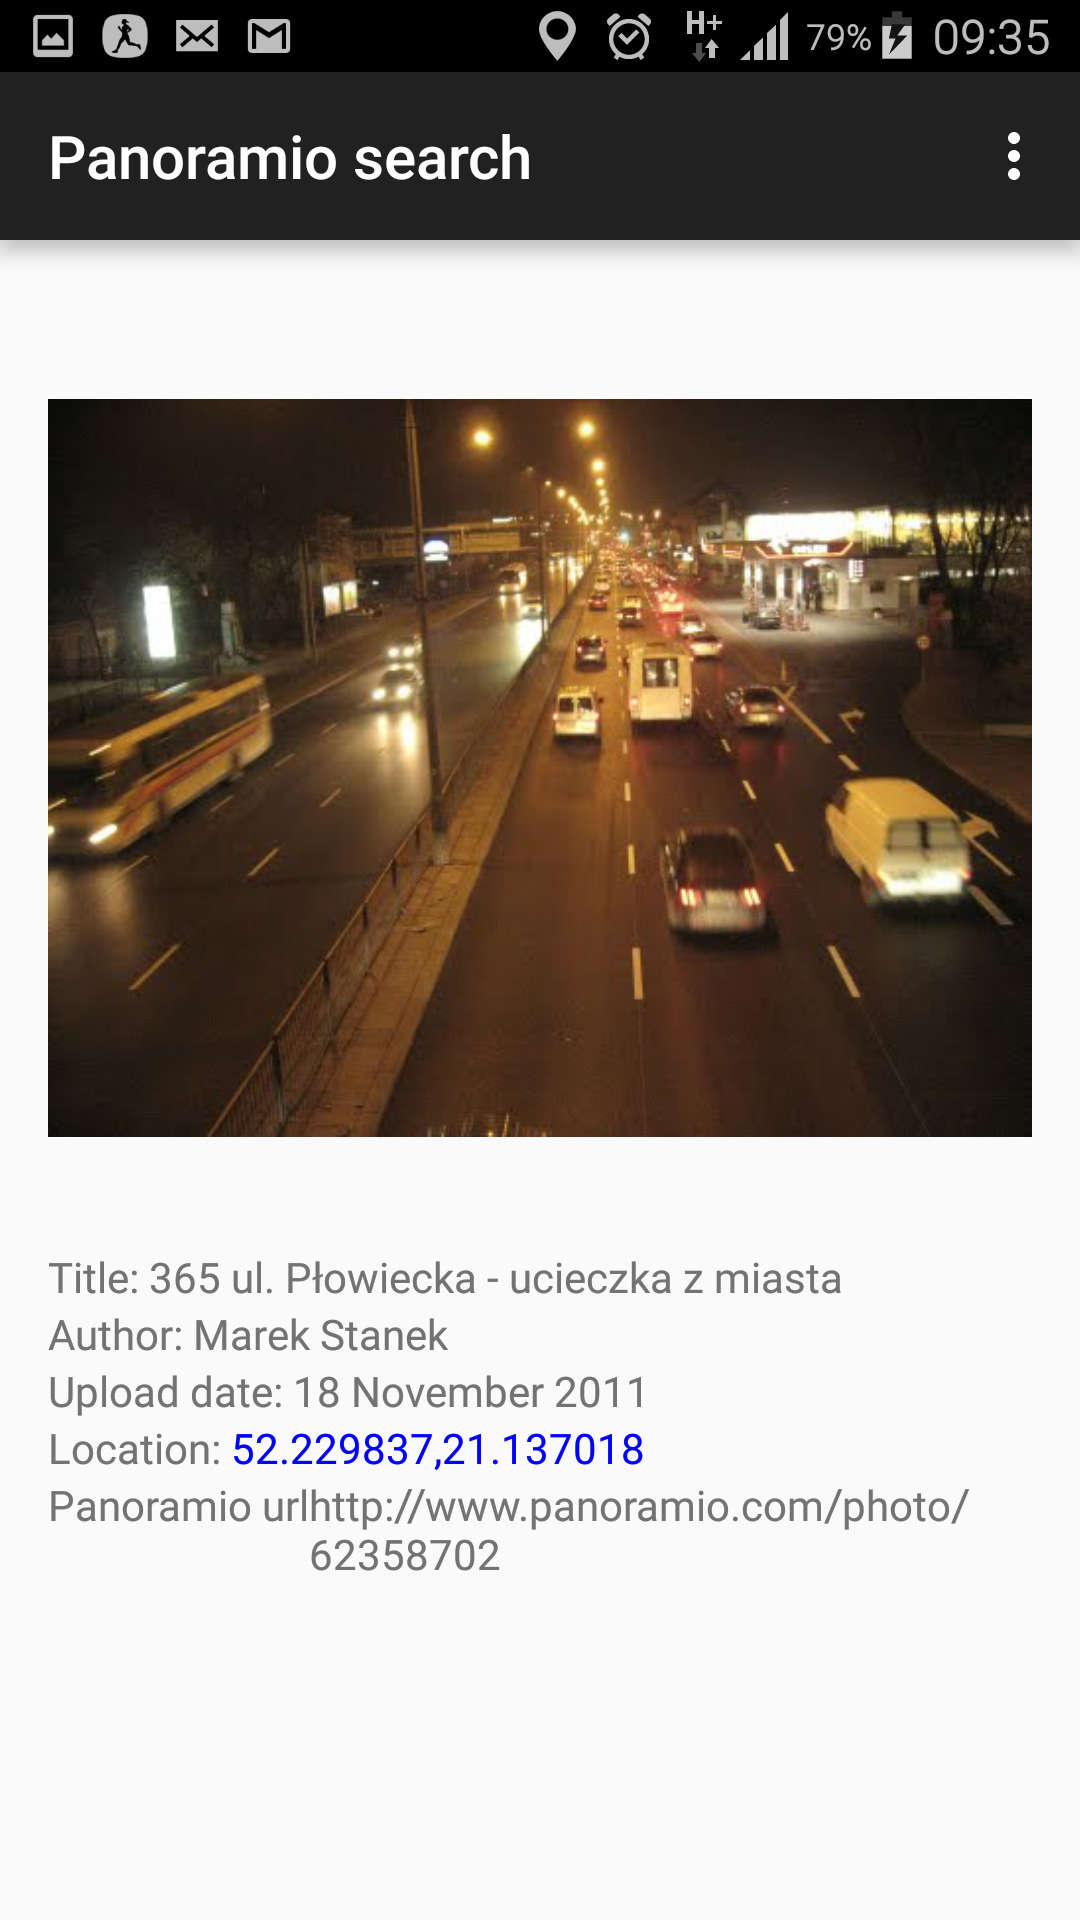 H+ 79% 09:35
Panoramio search
Title: 365 ul. Płowiecka - ucieczka z miasta
Author: Marek Stanek
Upload date: 18 November 2011
Location: 52.229837,21.137018
Panoramio urlhttp://www.panoramio.com/photo/
62358702